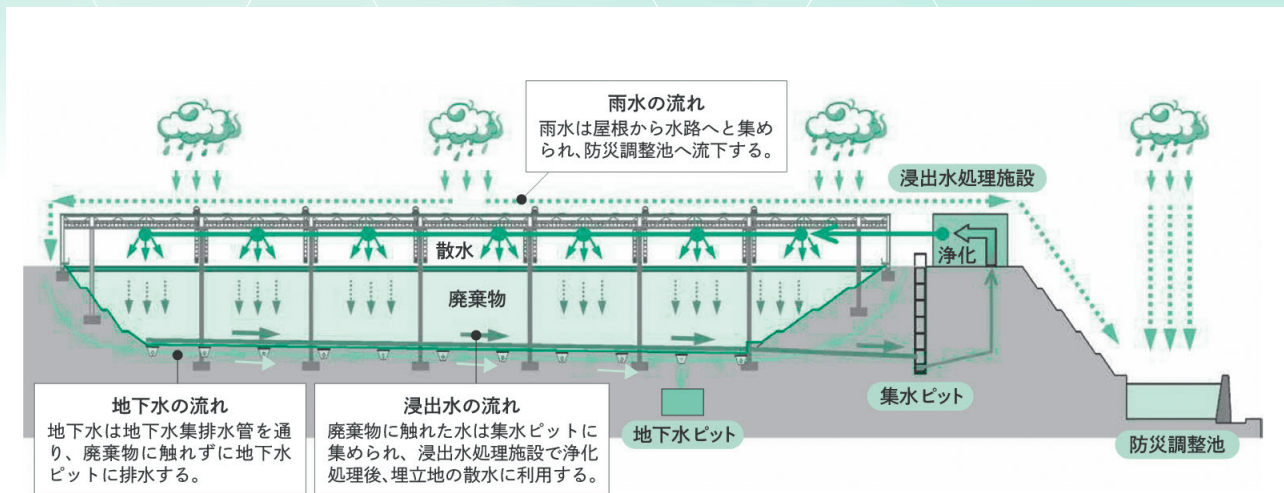 雨水の流れ
雨水は屋根から水路へと集め
られ、防災調整池へ流下する。
浸出水処理施設
散水
浄化
廃棄物
地下水の流れ
地下水は地下水集排水管を通
り、廃棄物に触れずに地下水
ピットに排水する。
浸出水の流れ
廃棄物に触れた水は集水ピットに
集められ、浸出水処理施設で浄化
処理後、埋立地の散水に利用する。
地下水ピット
集水ピット
防災調整池